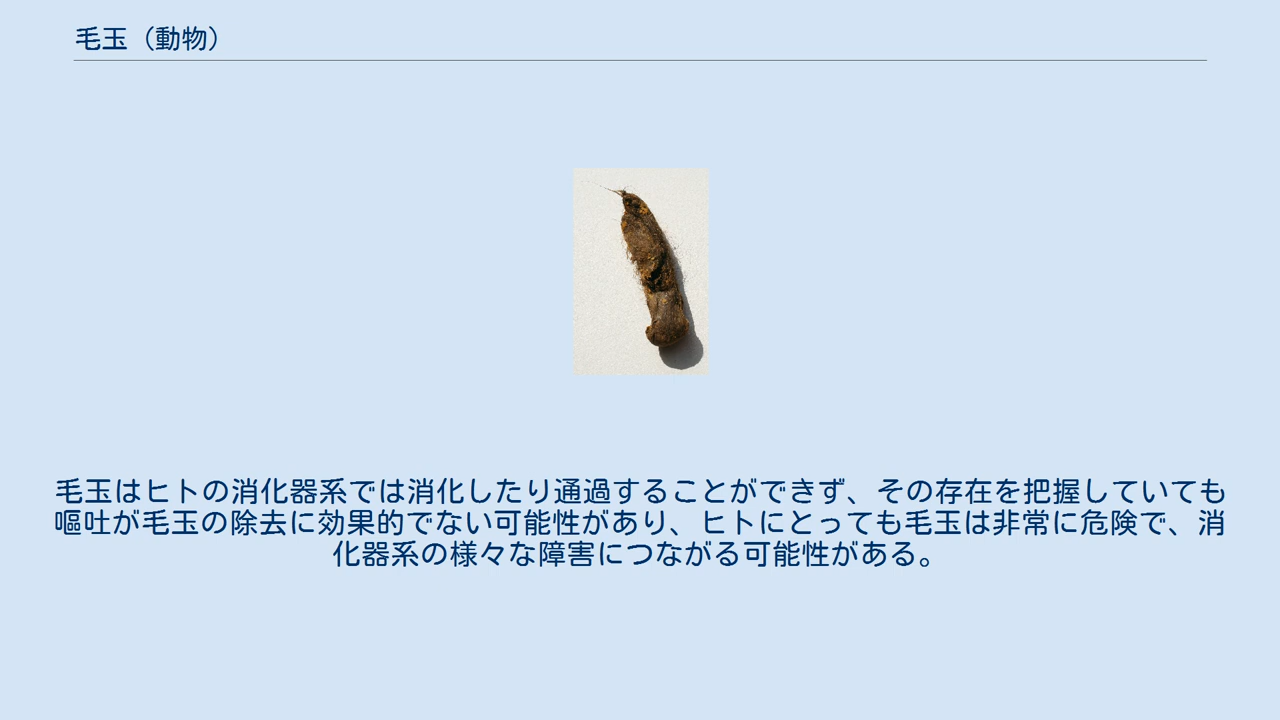 毛玉（動物）
毛玉はヒトの消化器系では消化したり通過することができず、その存在を把握していても
嘔吐が毛玉の除去に効果的でない可能性があり、ヒトにとっても毛玉は非常に危険で、消
化器系の様々な障害につながる可能性がある。